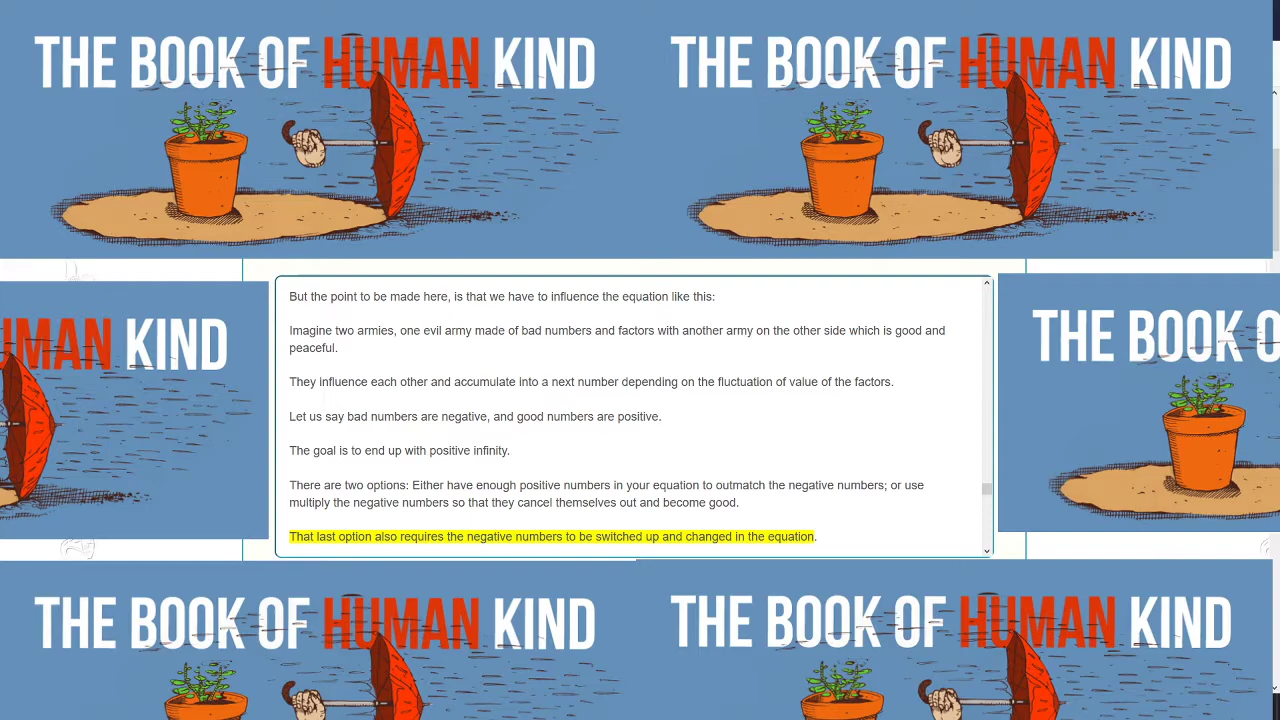 THE BOOK OF HUMAN KIND
THE BOOK OF HUMAN KIND
But the point to be made here, is that we have to influence the equation like this:
Imagine two armies, one evil army made of bad numbers and factors with another army on the other side which is good and
peaceful.
They influence each other and accumulate into a next number depending on the fluctuation of value of the factors.
Let us say bad numbers are negative, and good numbers are positive.
The goal is to end up with positive infinity.
There are two options: Either have enough positive numbers in your equation to outmatch the negative numbers; or use
multiply the negative numbers so that they cancel themselves out and become good.
That last option also requires the negative numbers to be switched up and changed in the equation.
UMAN KIND
THE BOOK O
THE BOOK OF HUMAN KIND
THE BOOK OF HUMAN KIND